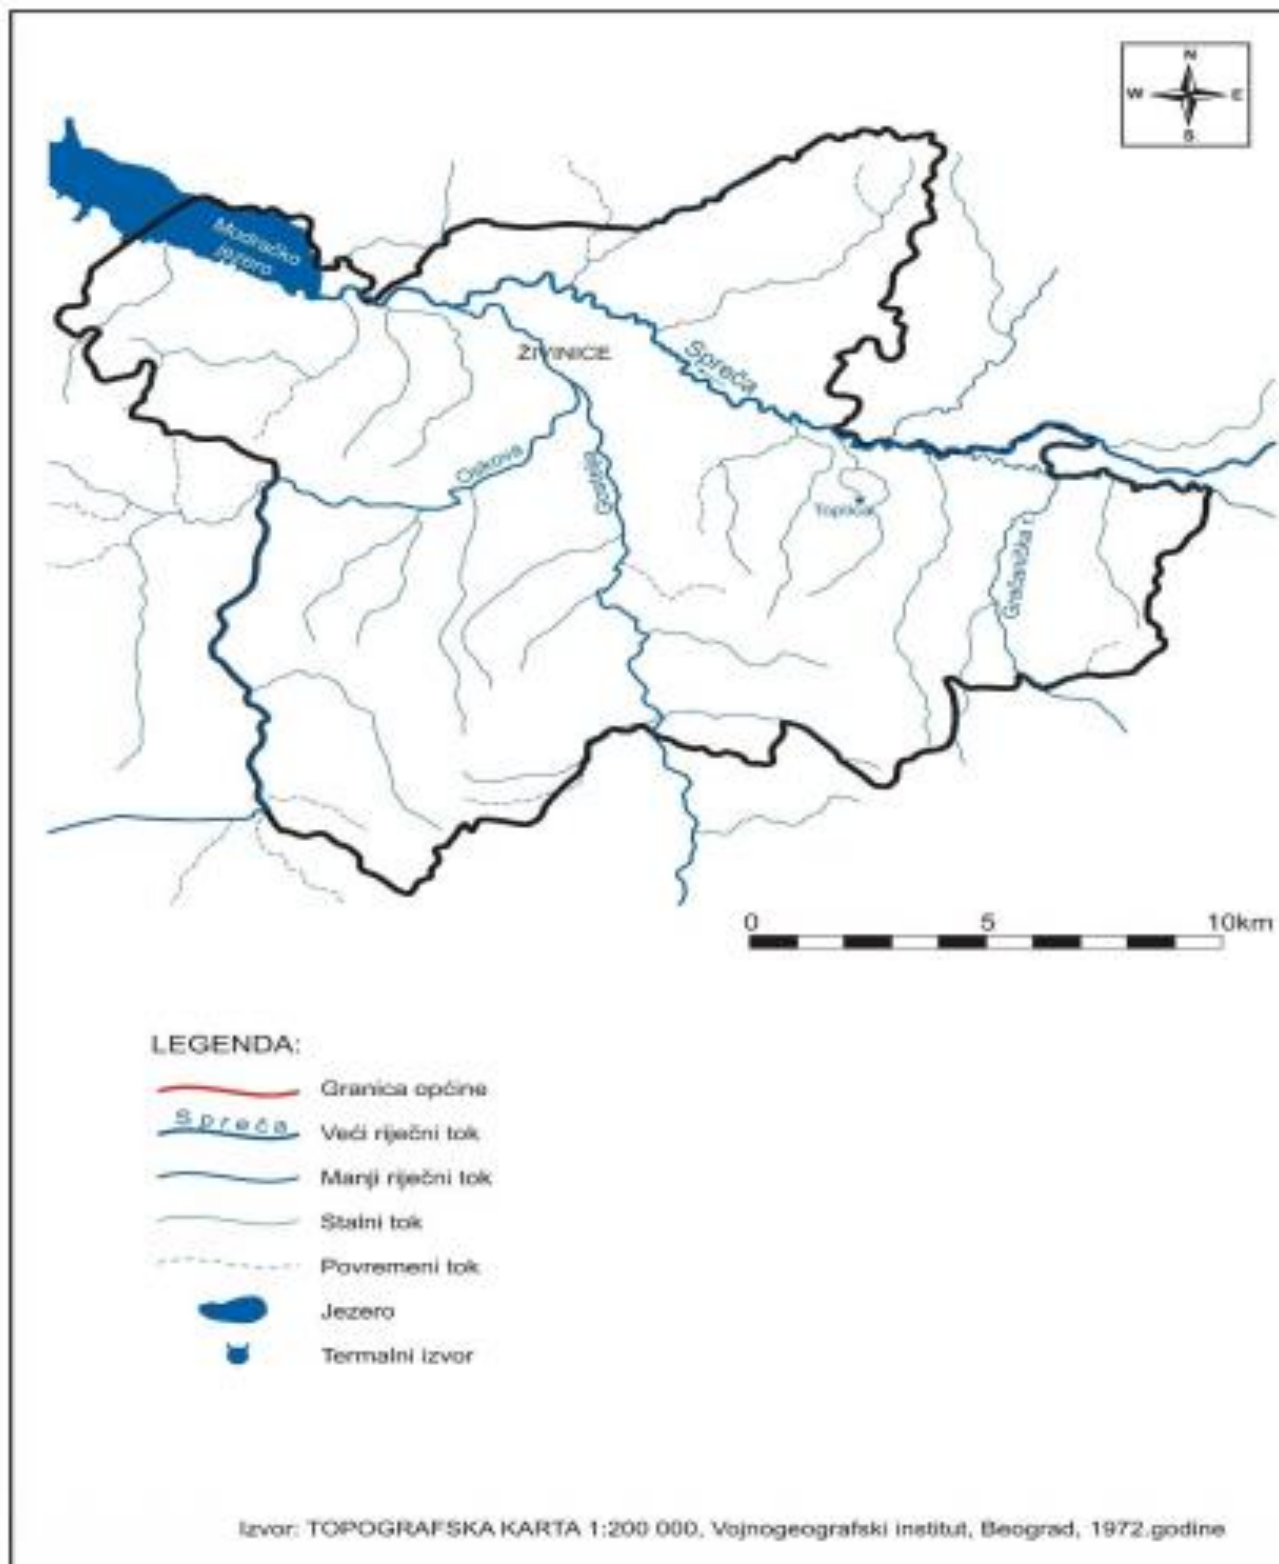 N
W E
S
Modračko
jezero
ŽIVINICE
Spreča
Oskova
Gostelja
Toplica
Gračanička r.
0 5 10km
LEGENDA:
Granica općine
Spreča
Veći riječni tok
Manji riječni tok
Stalni tok
Povremeni tok
Jezero
Termalni izvor
Izvor: TOPOGRAFSKA KARTA 1:200 000, Vojnogeografski institut, Beograd, 1972.godine